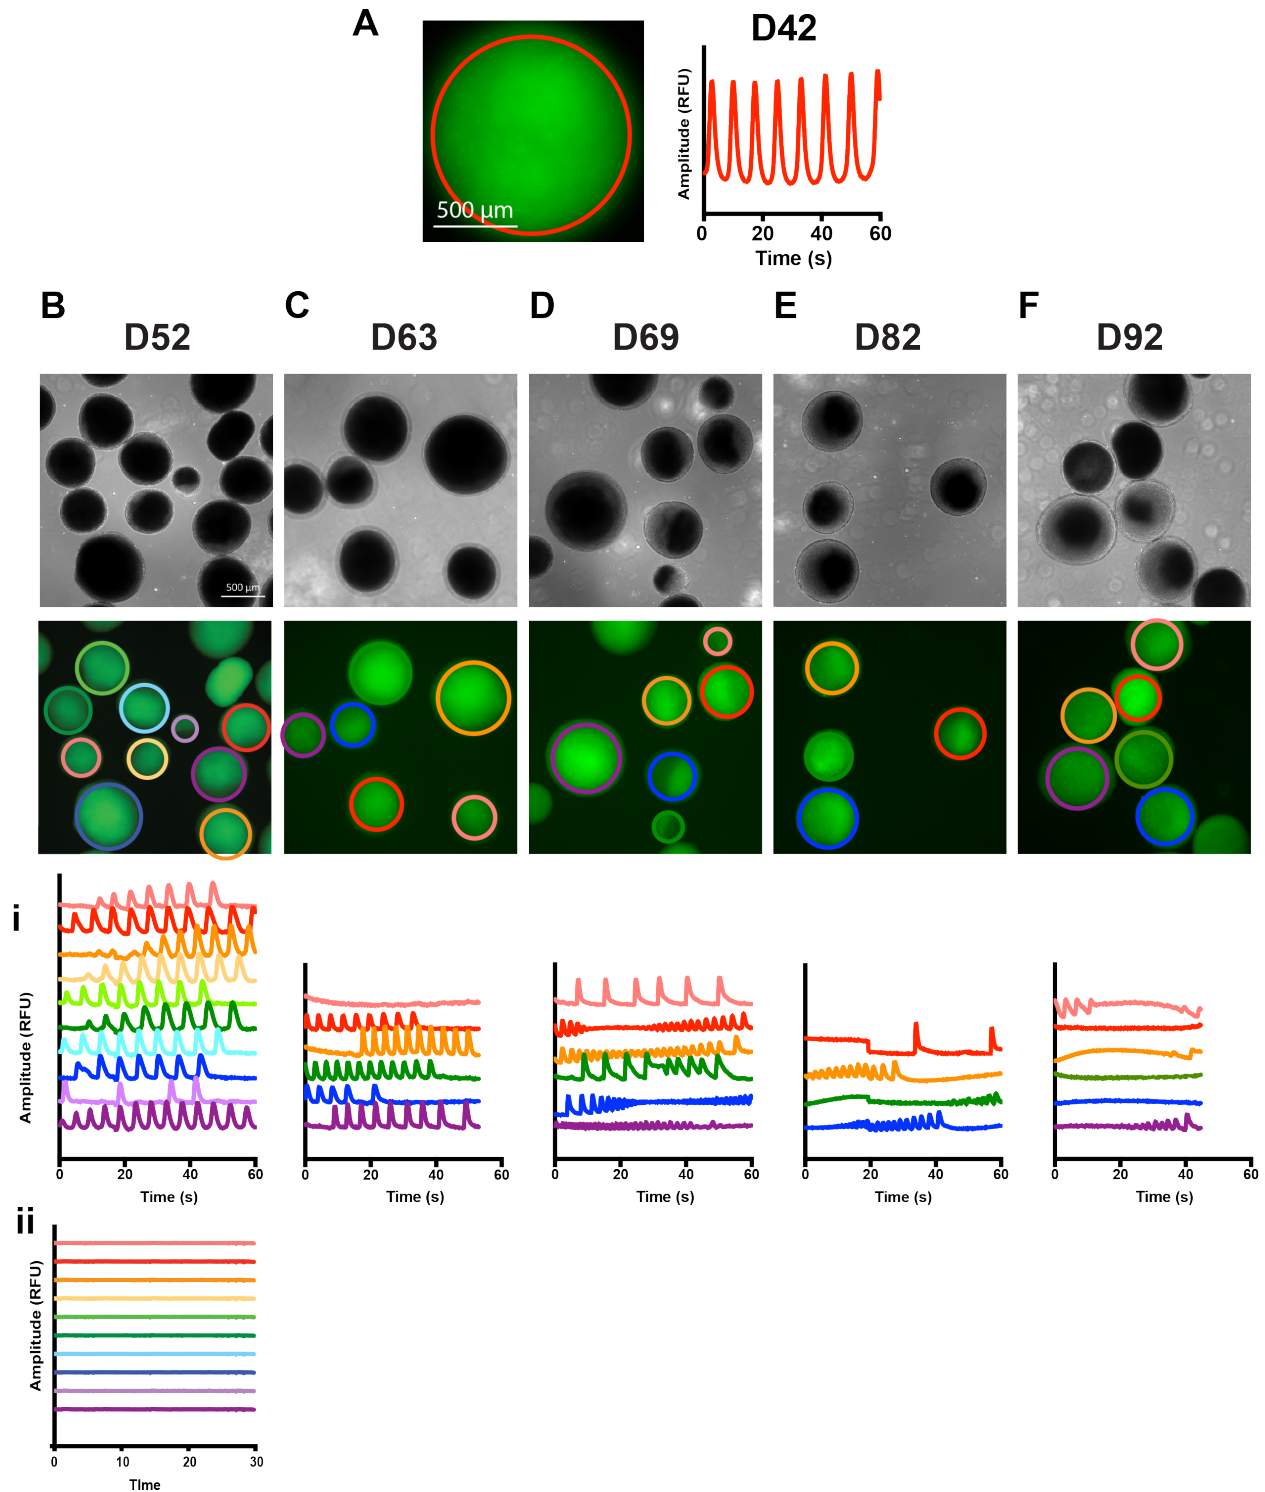 A
D42
Amplitude (RFU)
500 µm
0 20 40 60
Time (s)
B C D E F
D52 D63 D69 D82 D92
500 µm
i
Amplitude (RFU)
0 20 40 60 0 20 40 60 0 20 40 60 0 20 40 60 0 20 40 60
Time (s) Time (s) Time (s) Time (s) Time (s)
ii
Amplitude (RFU)
0 10 20 30
TIme